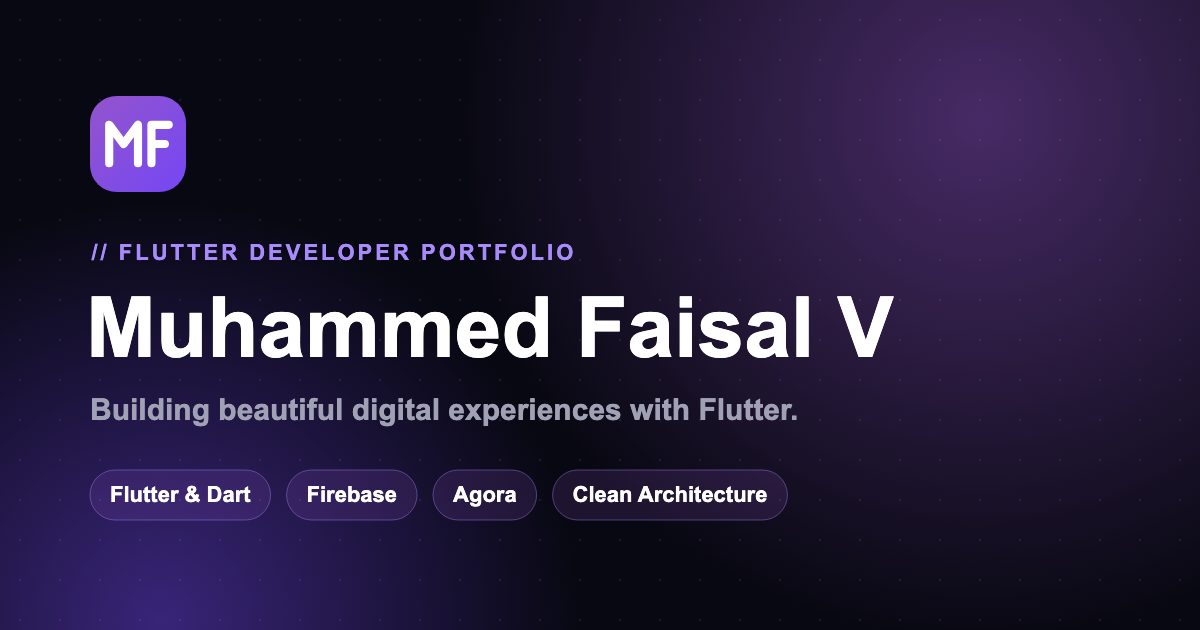 MF
// FLUTTER DEVELOPER PORTFOLIO
Muhammed Faisal V
Building beautiful digital experiences with Flutter.
Flutter & Dart Firebase Agora Clean Architecture